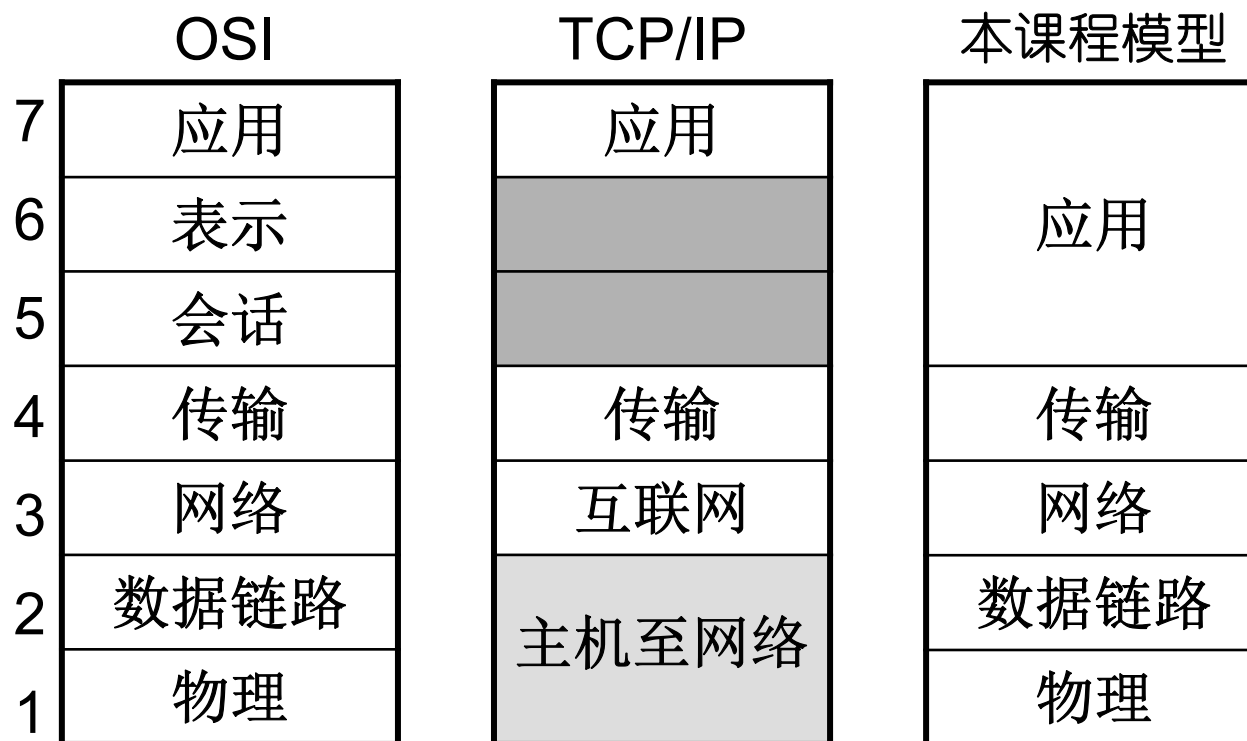 OSI TCP/IP 本课程模型
7 应用 应用
6 表示 应用
5 会话
4 传输 传输 传输
3 网络 互联网 网络
2 数据链路 主机至网络 数据链路
1 物理 物理